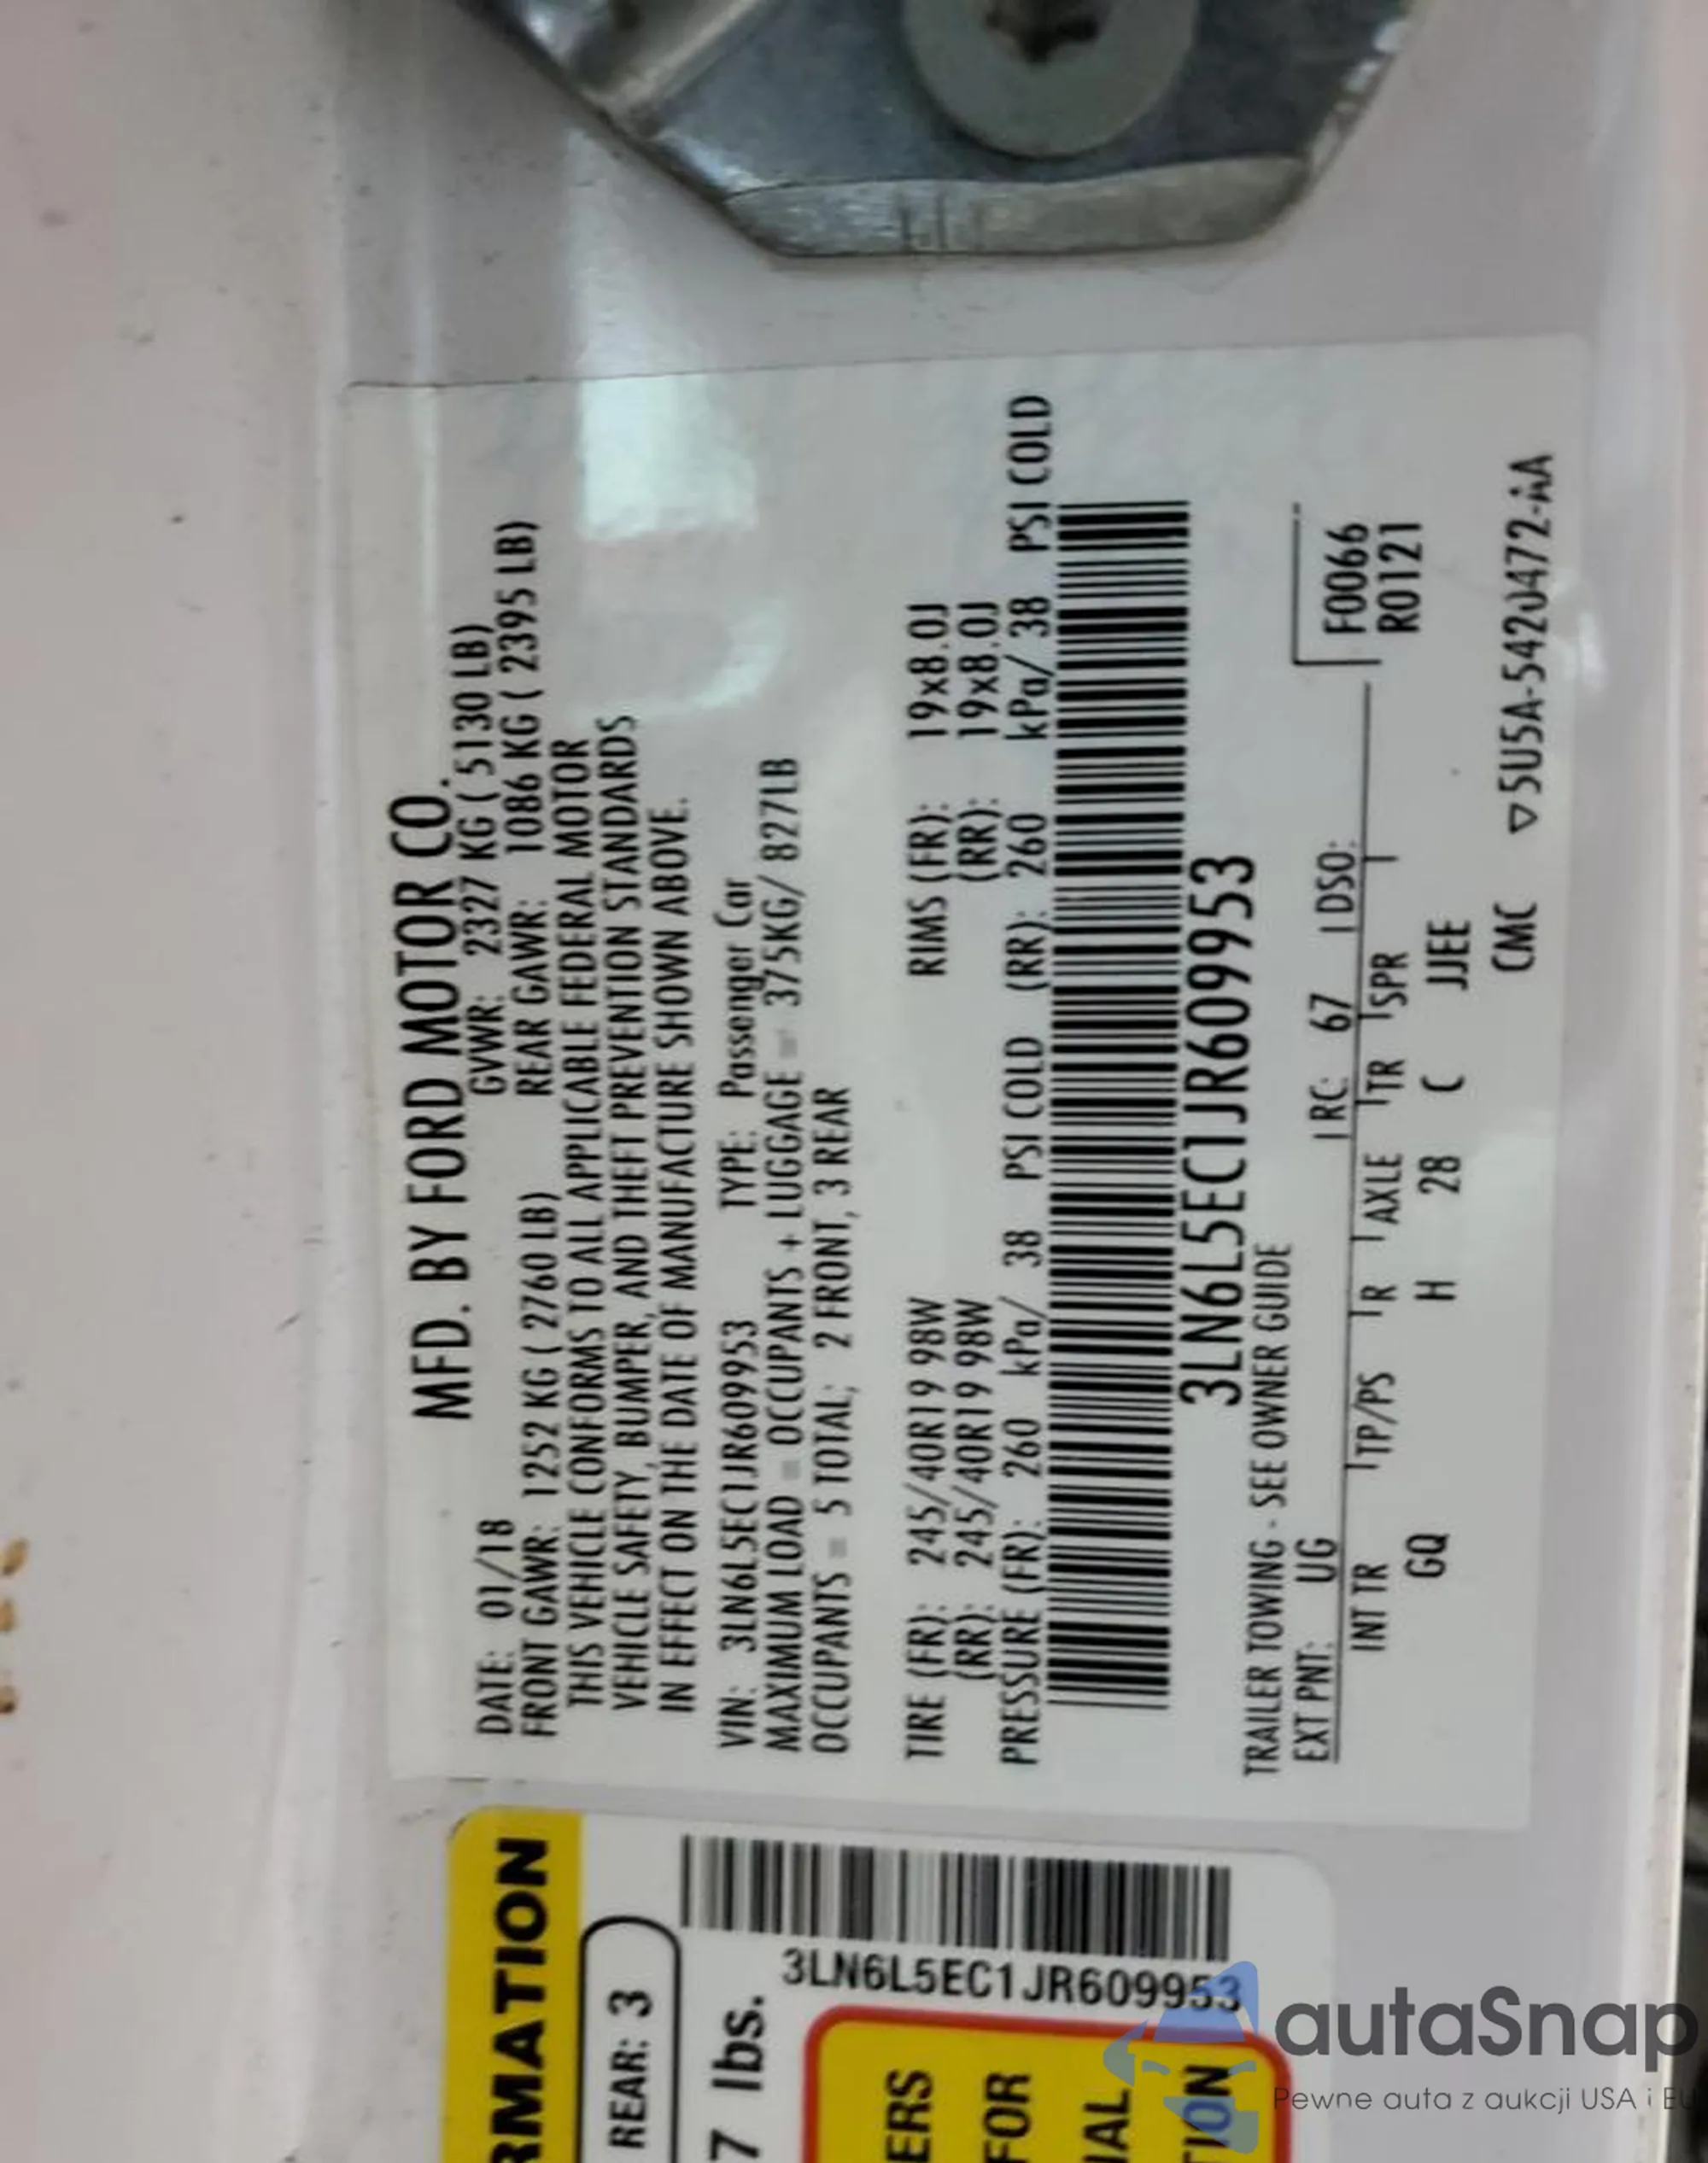 MFD. BY FORD MOTOR CO.
DATE: 01/18 GVWR: 2327 KG ( 5130 LB)
FRONT GAWR: 1252 KG ( 2760 LB) REAR GAWR: 1086 KG ( 2395 LB)
THIS VEHICLE CONFORMS TO ALL APPLICABLE FEDERAL MOTOR
VEHICLE SAFETY, BUMPER, AND THEFT PREVENTION STANDARDS
IN EFFECT ON THE DATE OF MANUFACTURE SHOWN ABOVE.
VIN: 3LN6L5EC1JR609953 TYPE: Passenger Car
MAXIMUM LOAD = OCCUPANTS + LUGGAGE = 375KG/ 827LB
OCCUPANTS = 5 TOTAL; 2 FRONT, 3 REAR
TIRE (FR): 245/40R19 98W RIMS (FR): 19x8.0J
(RR): 245/40R19 98W (RR): 19x8.0J
PRESSURE (FR): 260 kPa/ 38 PSI COLD (RR): 260 kPa/ 38 PSI COLD
3LN6L5EC1JR609953
TRAILER TOWING - SEE OWNER GUIDE
EXT PNT: UG RC: 67 DSO:
F0066
R0121
INT TR TP/PS R AXLE TR SPR
GQ H 28 C JJEE
CMC ▽5U5A-5420472-AA
RMATION
REAR: 3
7 lbs.
3LN6L5EC1JR609953
ERS
FOR
IAL
TION
autaSnap
Pewne auta z aukcji USA i EU